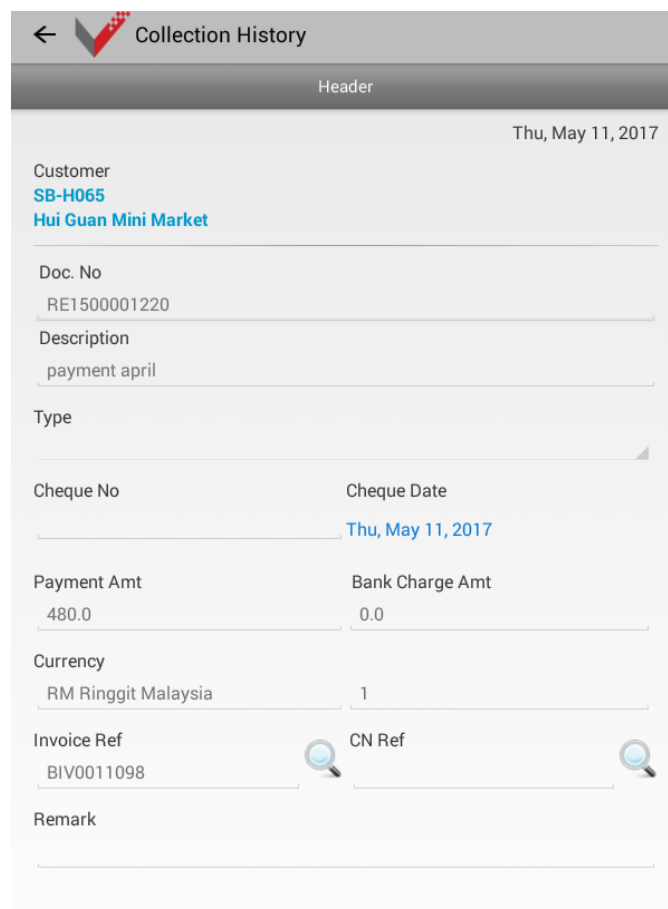 Collection History
Header
Thu, May 11, 2017
Customer
SB-H065
Hui Guan Mini Market
Doc. No
RE1500001220
Description
payment april
Type
Cheque No Cheque Date
Thu, May 11, 2017
Payment Amt Bank Charge Amt
480.0 0.0
Currency
RM Ringgit Malaysia 1
Invoice Ref CN Ref
BIV0011098
Remark